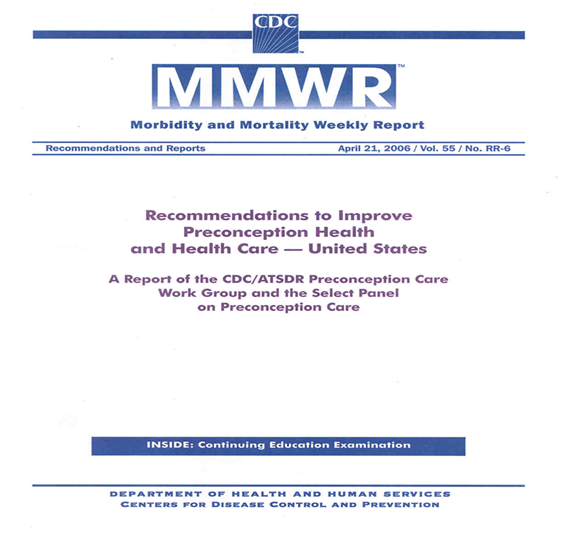 CDC
TM
MMWR
TM
Morbidity and Mortality Weekly Report
Recommendations and Reports April 21, 2006 / Vol. 55 / No. RR-6
Recommendations to Improve
Preconception Health
and Health Care — United States
A Report of the CDC/ATSDR Preconception Care
Work Group and the Select Panel
on Preconception Care
INSIDE: Continuing Education Examination
DEPARTMENT OF HEALTH AND HUMAN SERVICES
CENTERS FOR DISEASE CONTROL AND PREVENTION